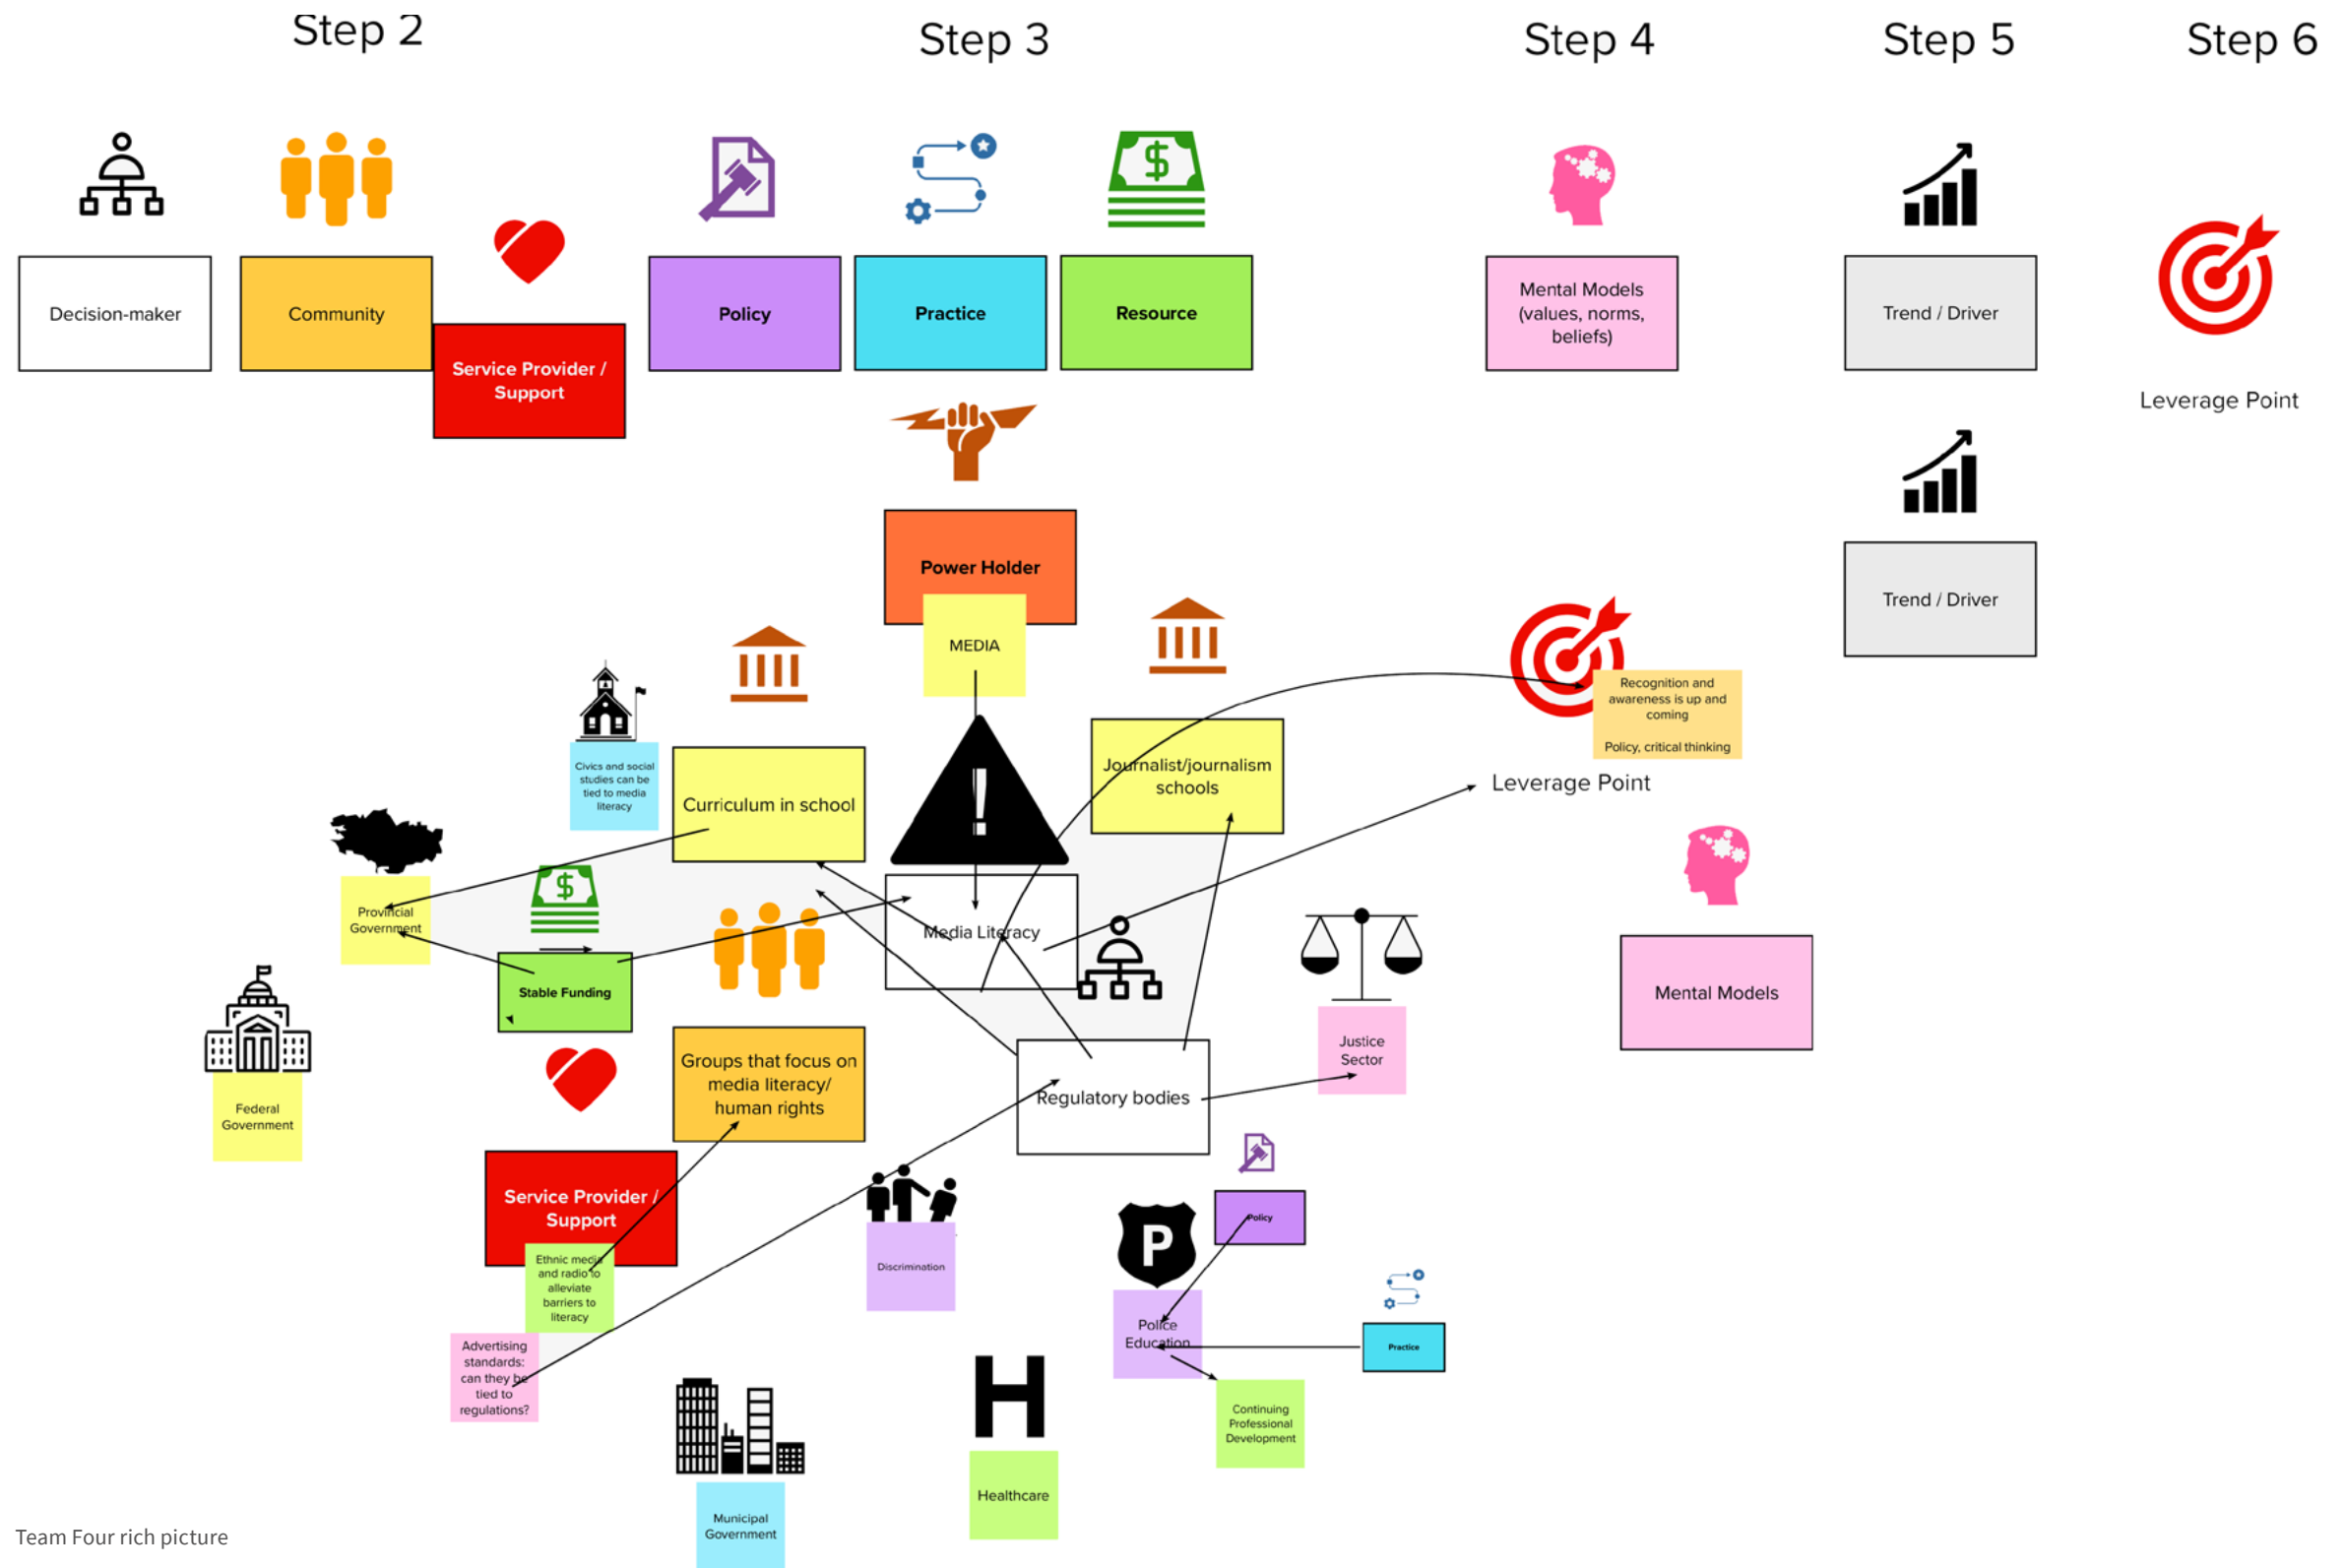 Step 2
Step 3
Step 4
Step 5
Step 6
Decision-maker
Community
Service Provider /
Support
Policy
Practice
Resource
Mental Models
(values, norms,
beliefs)
Trend / Driver
Leverage Point
Power Holder
MEDIA
Trend / Driver
Recognition and
awareness is up and
coming
Policy, critical thinking
Leverage Point
Civics and social
studies can be
tied to media
literacy
Curriculum in school
!
Journalist/journalism
schools
Provincial
Government
$
Stable Funding
Media Literacy
Mental Models
Federal
Government
Groups that focus on
media literacy/
human rights
Regulatory bodies
Justice
Sector
Service Provider /
Support
Ethnic media
and radio to
alleviate
barriers to
literacy
Advertising
standards:
can they be
tied to
regulations?
Discrimination
Policy
P
Police
Education
Practice
Continuing
Professional
Development
H
Healthcare
Municipal
Government
Team Four rich picture